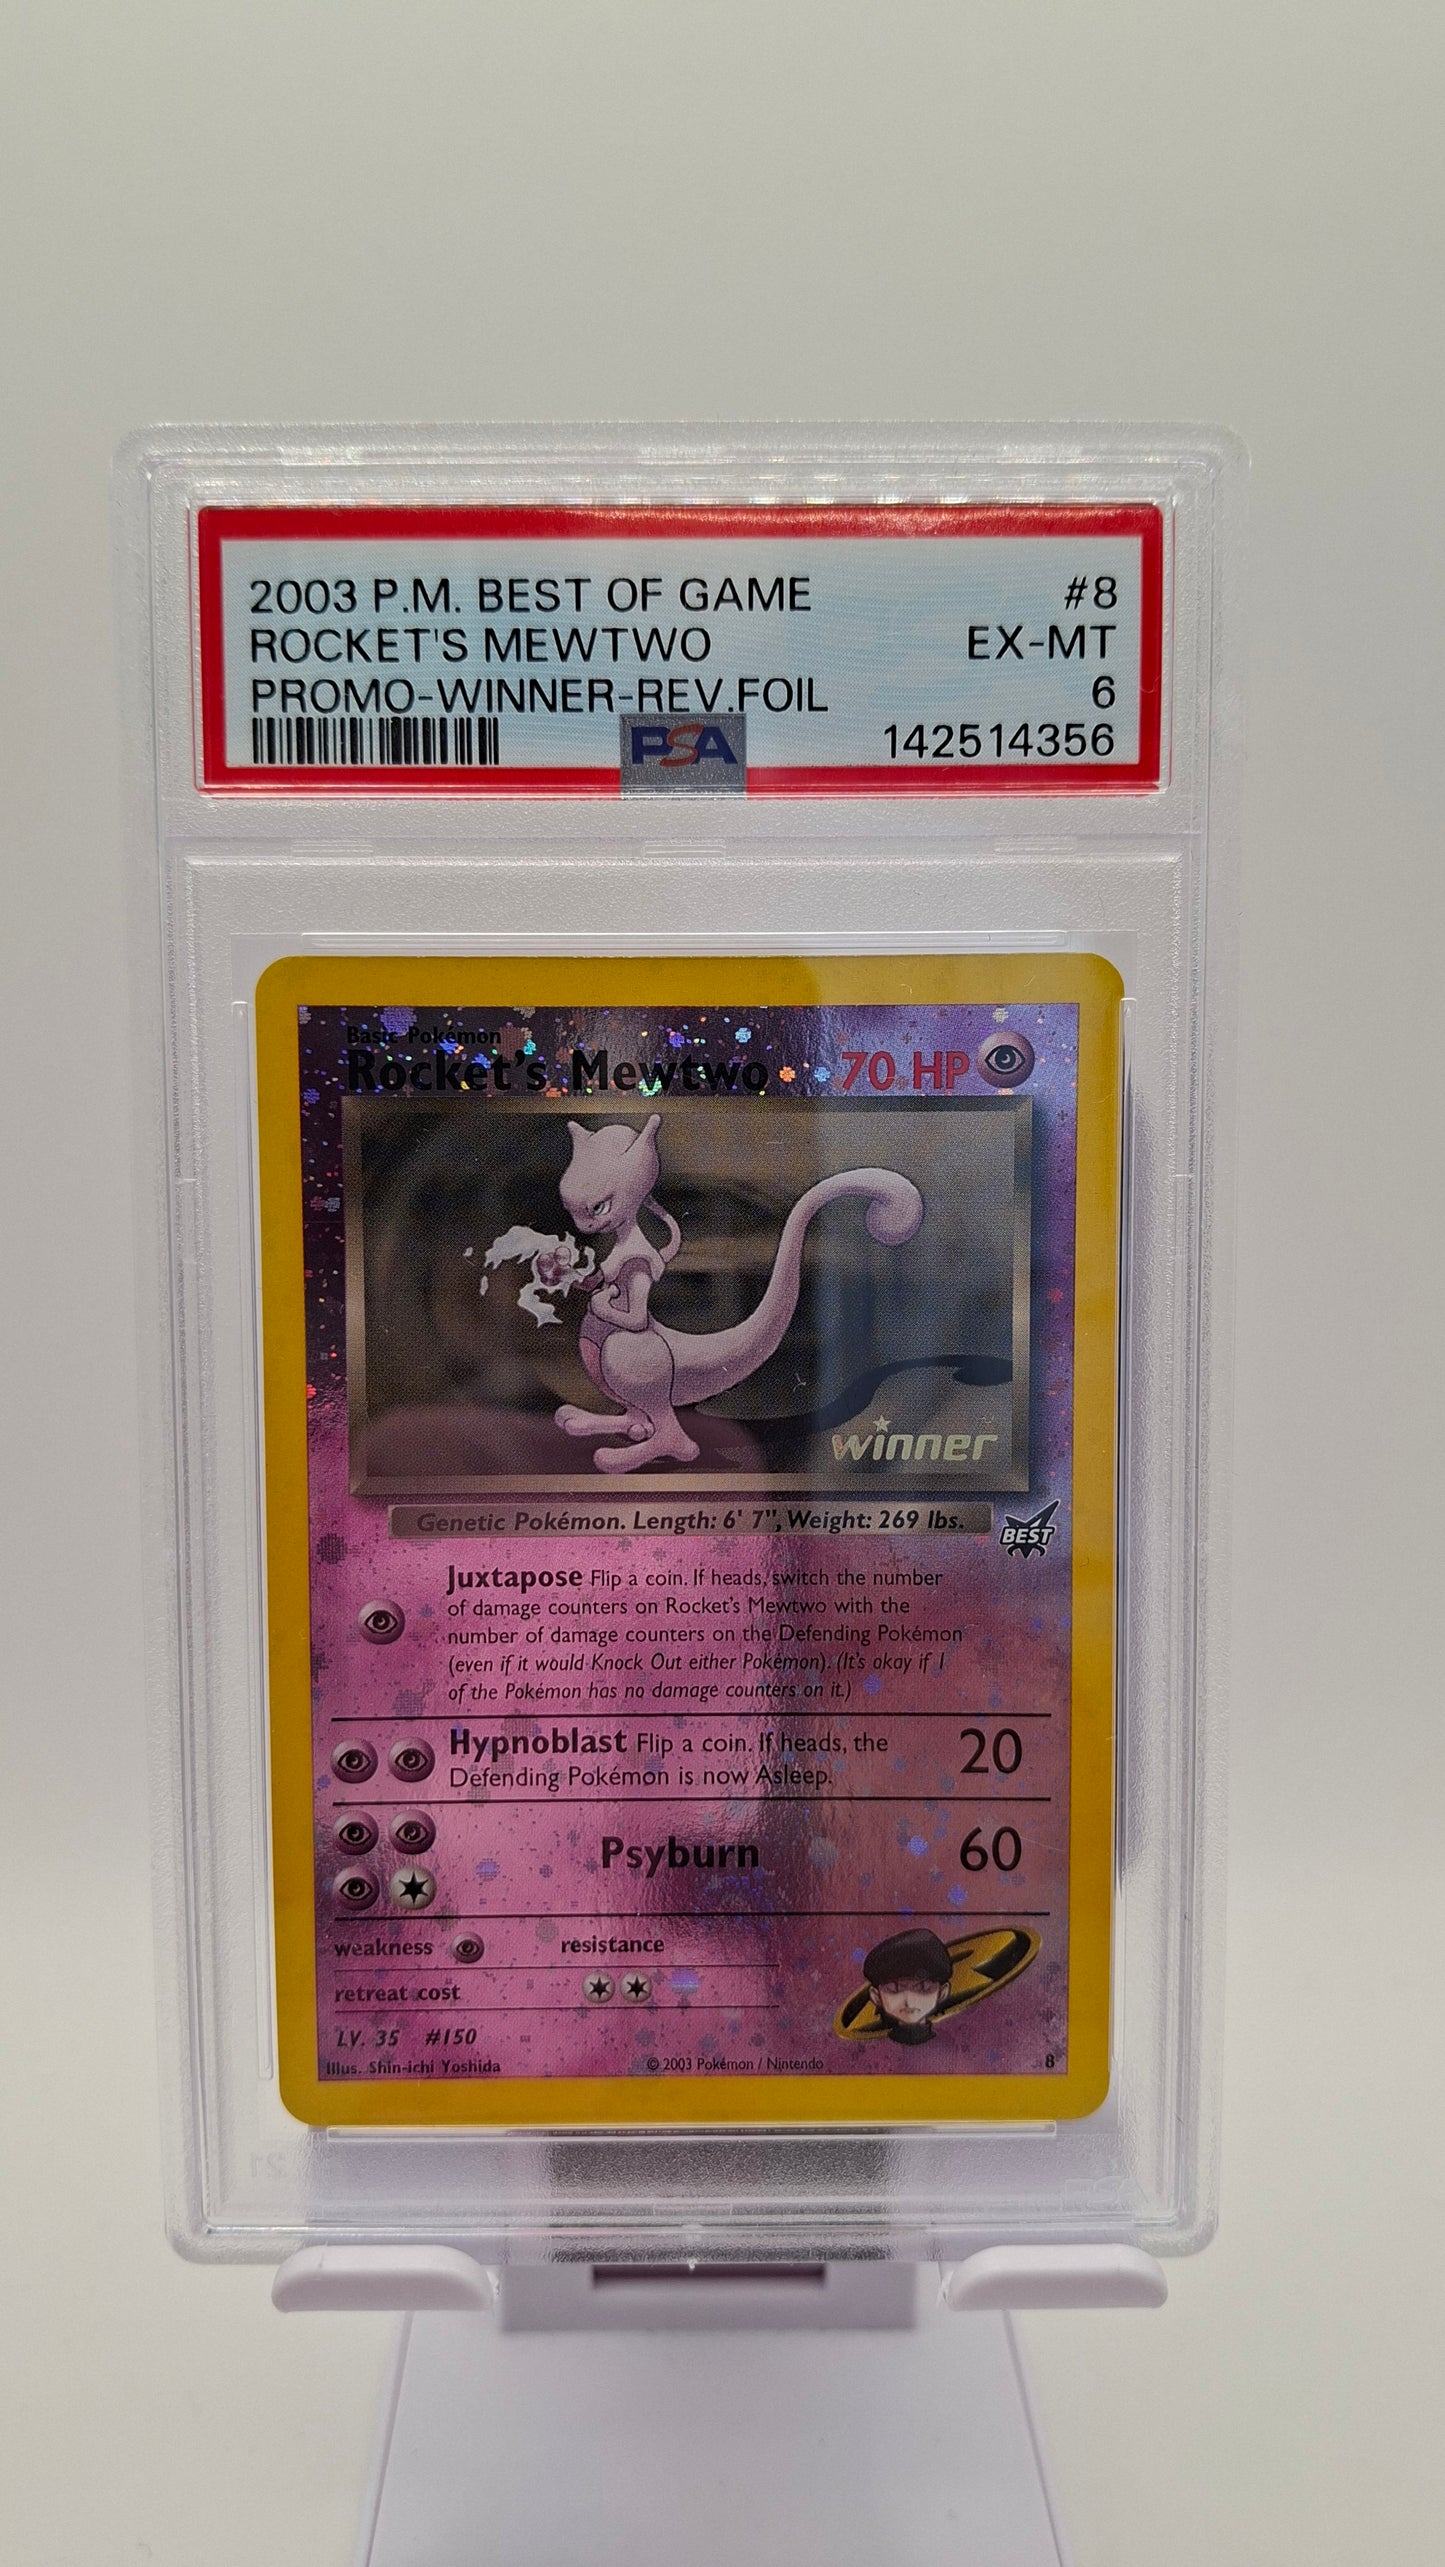 2003 P.M. BEST OF GAME #8
ROCKET'S MEWTWO EX-MT
PROMO-WINNER-REV.FOIL 6
PSA 142514356
Basic Pokémon
Rocket's Mewtwo 70 HP
winner
Genetic Pokémon. Length: 6' 7", Weight: 269 lbs.
BEST
Juxtapose Flip a coin. If heads, switch the number
of damage counters on Rocket's Mewtwo with the
number of damage counters on the Defending Pokémon
(even if it would Knock Out either Pokémon). (It's okay if 1
of the Pokémon has no damage counters on it.)
Hypnoblast Flip a coin. If heads, the 20
Defending Pokémon is now Asleep.
Psyburn 60
weakness resistance
retreat cost
LV. 35 #150
Illus. Shin-ichi Yoshida © 2003 Pokémon / Nintendo 8